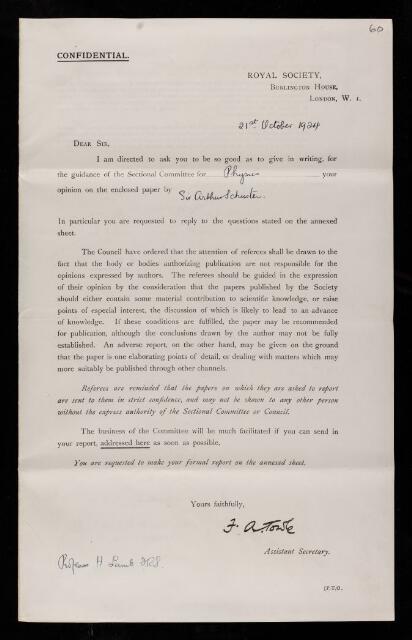 60
CONFIDENTIAL.
ROYAL SOCIETY,
BURLINGTON HOUSE,
LONDON, W. 1.
21st October 1924
DEAR SIR,
I am directed to ask you to be so good as to give in writing, for
the guidance of the Sectional Committee for Physics your
opinion on the enclosed paper by Sir Arthur Schuster.
In particular you are requested to reply to the questions stated on the annexed
sheet.
The Council have ordered that the attention of referees shall be drawn to the
fact that the body or bodies authorizing publication are not responsible for the
opinions expressed by authors. The referees should be guided in the expression
of their opinion by the consideration that the papers published by the Society
should either contain some material contribution to scientific knowledge, or raise
points of especial interest, the discussion of which is likely to lead to an advance
of knowledge. If these conditions are fulfilled, the paper may be recommended
for publication, although the conclusions drawn by the author may not be fully
established. An adverse report, on the other hand, may be given on the ground
that the paper is one elaborating points of detail, or dealing with matters which may
more suitably be published through other channels.
Referees are reminded that the papers on which they are asked to report
are sent to them in strict confidence, and may not be shown to any other person
without the express authority of the Sectional Committee or Council.
The business of the Committee will be much facilitated if you can send in
your report, addressed here as soon as possible.
You are requested to make your formal report on the annexed sheet.
Yours faithfully,
F. A. Towle
Assistant Secretary.
Professor H Lamb FRS.
[P.T.O.